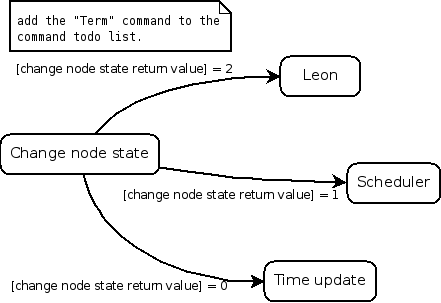 add the "Term" command to the
command todo list.
[change node state return value] = 2
Leon
Change node state
Scheduler
[change node state return value] = 1
Time update
[change node state return value] = 0